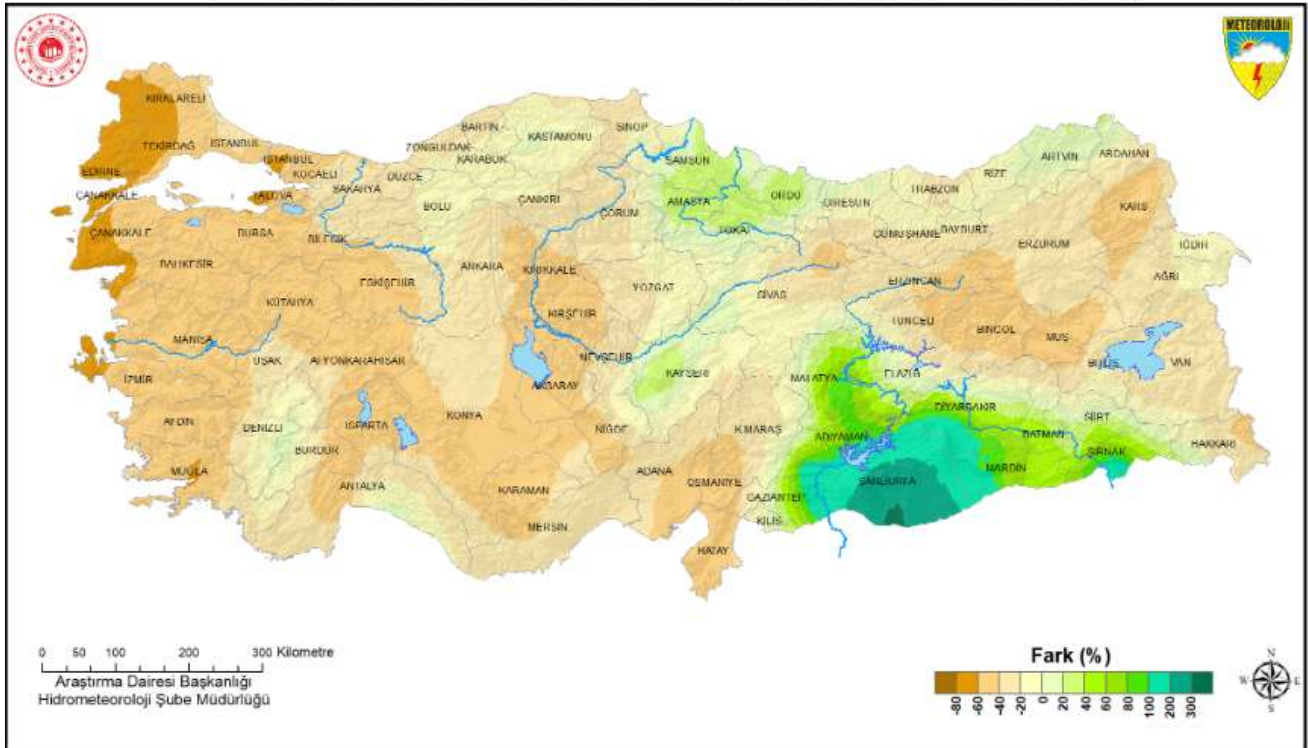 METEOROLOJİ
KIRKLARELİ
TEKİRDAĞ
İSTANBUL
İSTANBUL
EDİRNE
ÇANAKKALE
ÇANAKKALE
YALOVA
KOCAELİ
SAKARYA
DÜZCE
ZONGULDAK
BARTIN
KARABÜK
KASTAMONU
SİNOP
SAMSUN
AMASYA
ORDU
TOKAT
GİRESUN
TRABZON
RİZE
ARTVİN
ARDAHAN
KARS
IĞDIR
AĞRI
ERZURUM
BAYBURT
GÜMÜŞHANE
BOLU
ÇANKIRI
ÇORUM
BURSA
BİLECİK
BALIKESİR
ESKİŞEHİR
ANKARA
KIRIKKALE
YOZGAT
SİVAS
ERZİNCAN
TUNCELİ
BİNGÖL
MUŞ
BİTLİS
VAN
KÜTAHYA
KIRŞEHİR
MANİSA
UŞAK
AFYONKARAHİSAR
NEVŞEHİR
KAYSERİ
MALATYA
ELAZIĞ
İZMİR
AKSARAY
DİYARBAKIR
SİİRT
AYDIN
DENİZLİ
ISPARTA
KONYA
NİĞDE
K.MARAŞ
ADIYAMAN
BATMAN
ŞIRNAK
HAKKARİ
BURDUR
MUĞLA
ANTALYA
KARAMAN
ADANA
OSMANİYE
GAZİANTEP
ŞANLIURFA
MARDİN
KİLİS
MERSİN
HATAY
0 50 100 200 300 Kilometre
Araştırma Dairesi Başkanlığı
Hidrometeoroloji Şube Müdürlüğü
Fark (%)
-80 -60 -40 -20 0 20 40 60 80 100 200 300
N
W E
S